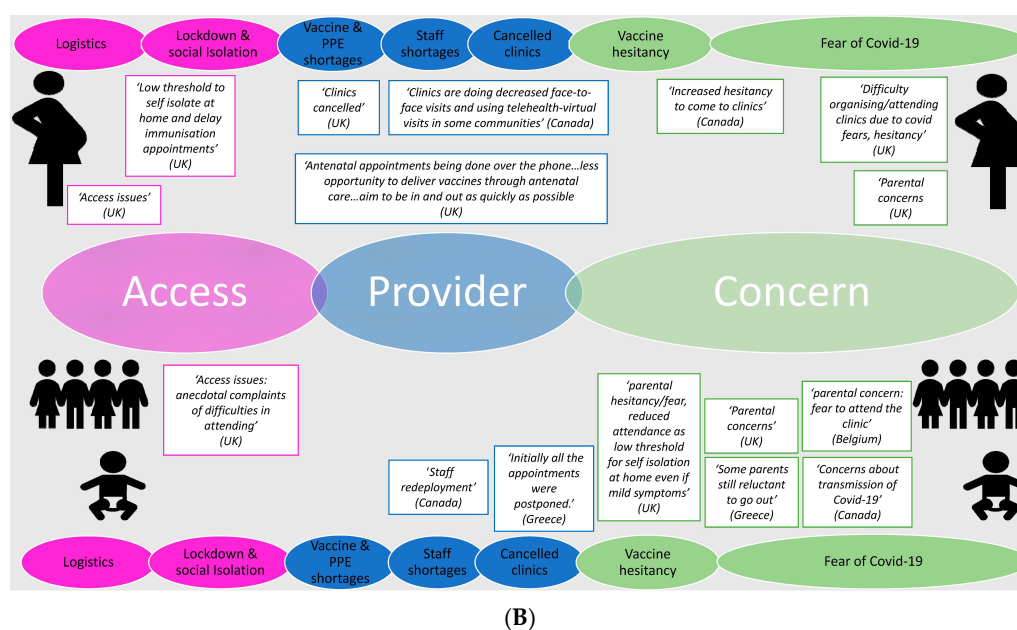 Logistics
Lockdown &
social Isolation
Vaccine &
PPE
shortages
Staff
shortages
Cancelled
clinics
Vaccine
hesitancy
Fear of Covid-19
‘Low threshold to
self isolate at
home and delay
immunisation
appointments’
(UK)
‘Access issues’
(UK)
‘Clinics
cancelled’
(UK)
‘Clinics are doing decreased face-to-
face visits and using telehealth-virtual
visits in some communities’ (Canada)
‘Antenatal appointments being done over the phone…less
opportunity to deliver vaccines through antenatal
care…aim to be in and out as quickly as possible
(UK)
‘Increased hesitancy
to come to clinics’
(Canada)
‘Difficulty
organising/attending
clinics due to covid
fears, hesitancy’
(UK)
‘Parental
concerns
(UK)
Access
Provider
Concern
‘Access issues:
anecdotal complaints
of difficulties in
attending’
(UK)
‘Staff
redeployment’
(Canada)
‘Initially all the
appointments
were
postponed.’
(Greece)
‘parental
hesitancy/fear,
reduced
attendance as
low threshold
for self isolation
at home even if
mild symptoms’
(UK)
‘Parental
concerns’
(UK)
‘parental concern:
fear to attend the
clinic’
(Belgium)
‘Some parents
still reluctant
to go out’
(Greece)
‘Concerns about
transmission of
Covid-19’
(Canada)
Logistics
Lockdown &
social Isolation
Vaccine &
PPE
shortages
Staff
shortages
Cancelled
clinics
Vaccine
hesitancy
Fear of Covid-19
(B)